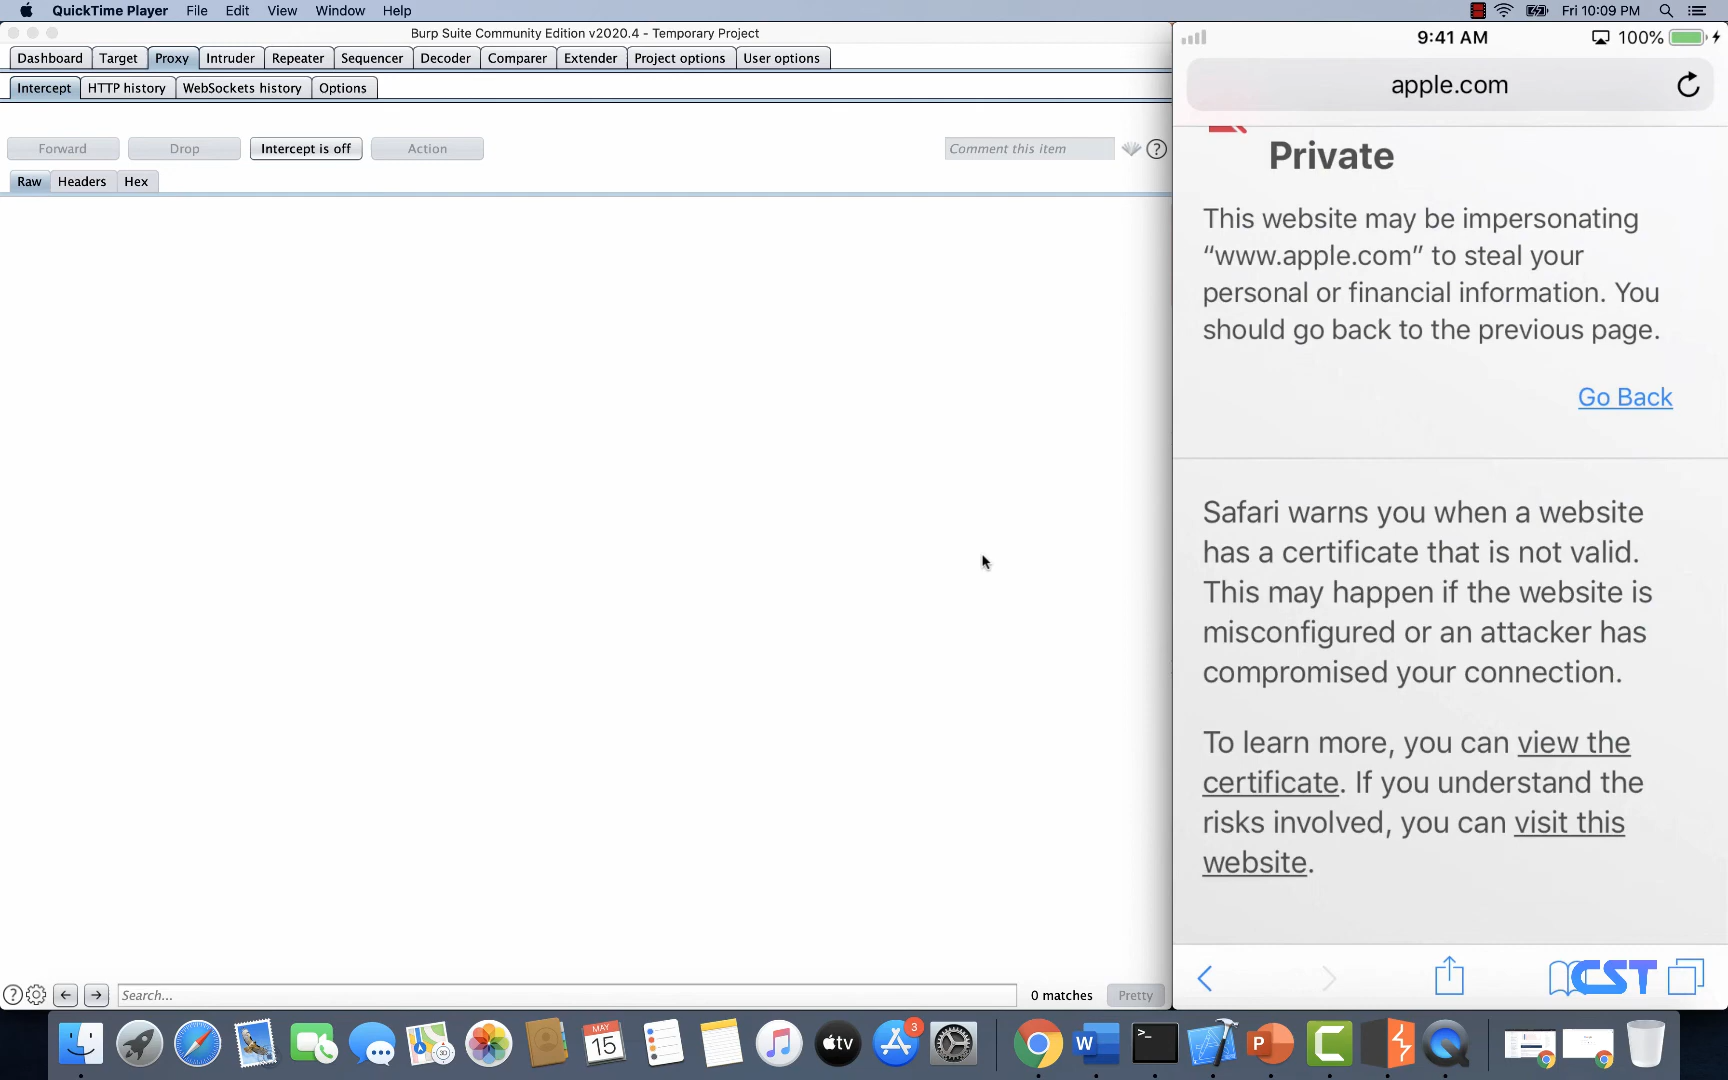 QuickTime Player File Edit View Window Help Fri 10:09 PM
Burp Suite Community Edition v2020.4 - Temporary Project
Dashboard Target Proxy Intruder Repeater Sequencer Decoder Comparer Extender Project options User options
Intercept HTTP history WebSockets history Options
Forward Drop Intercept is off Action Comment this item ?
Raw Headers Hex
9:41 AM 100%
apple.com
Private
This website may be impersonating
“www.apple.com” to steal your
personal or financial information. You
should go back to the previous page.
Go Back
Safari warns you when a website
has a certificate that is not valid.
This may happen if the website is
misconfigured or an attacker has
compromised your connection.
To learn more, you can view the
certificate. If you understand the
risks involved, you can visit this
website.
CST
? Search... 0 matches Pretty
MAY
15
3D
tv
3
W
>_
P
C